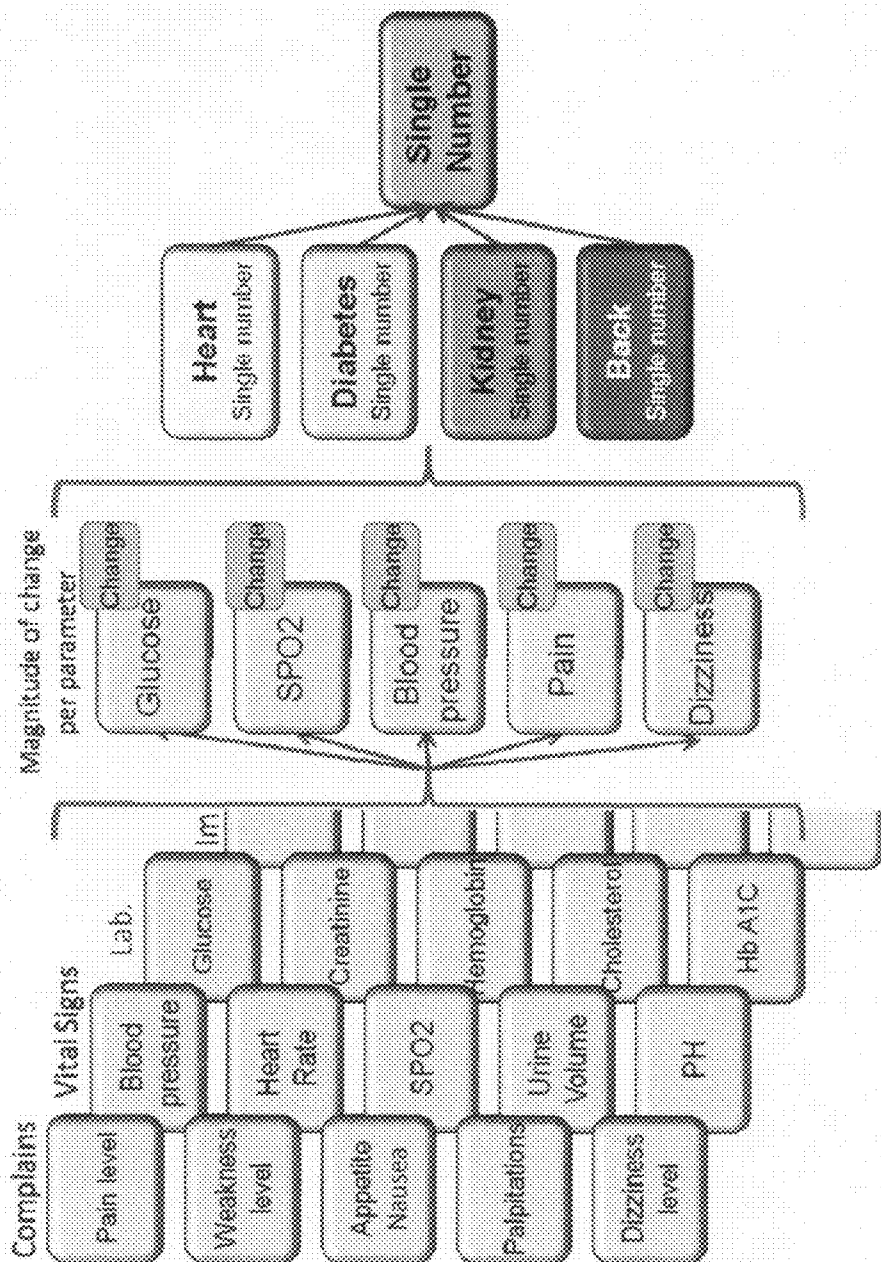 Complains
Pain level
Weakness
level
Appetite
Nausea
Palpitations
Dizziness
level
Vital Signs
Blood
pressure
Heart
Rate
SPO2
Urine
Volume
PH
Lab.
Glucose
Creatinine
Hemoglobin
Cholesterol
Hb A1C
Im
Magnitude of change
per parameter
Glucose
Change
SPO2
Change
Blood
pressure
Change
Pain
Change
Dizziness
Change
Heart
Single number
Diabetes
Single number
Kidney
Single number
Back
Single number
Single
Number